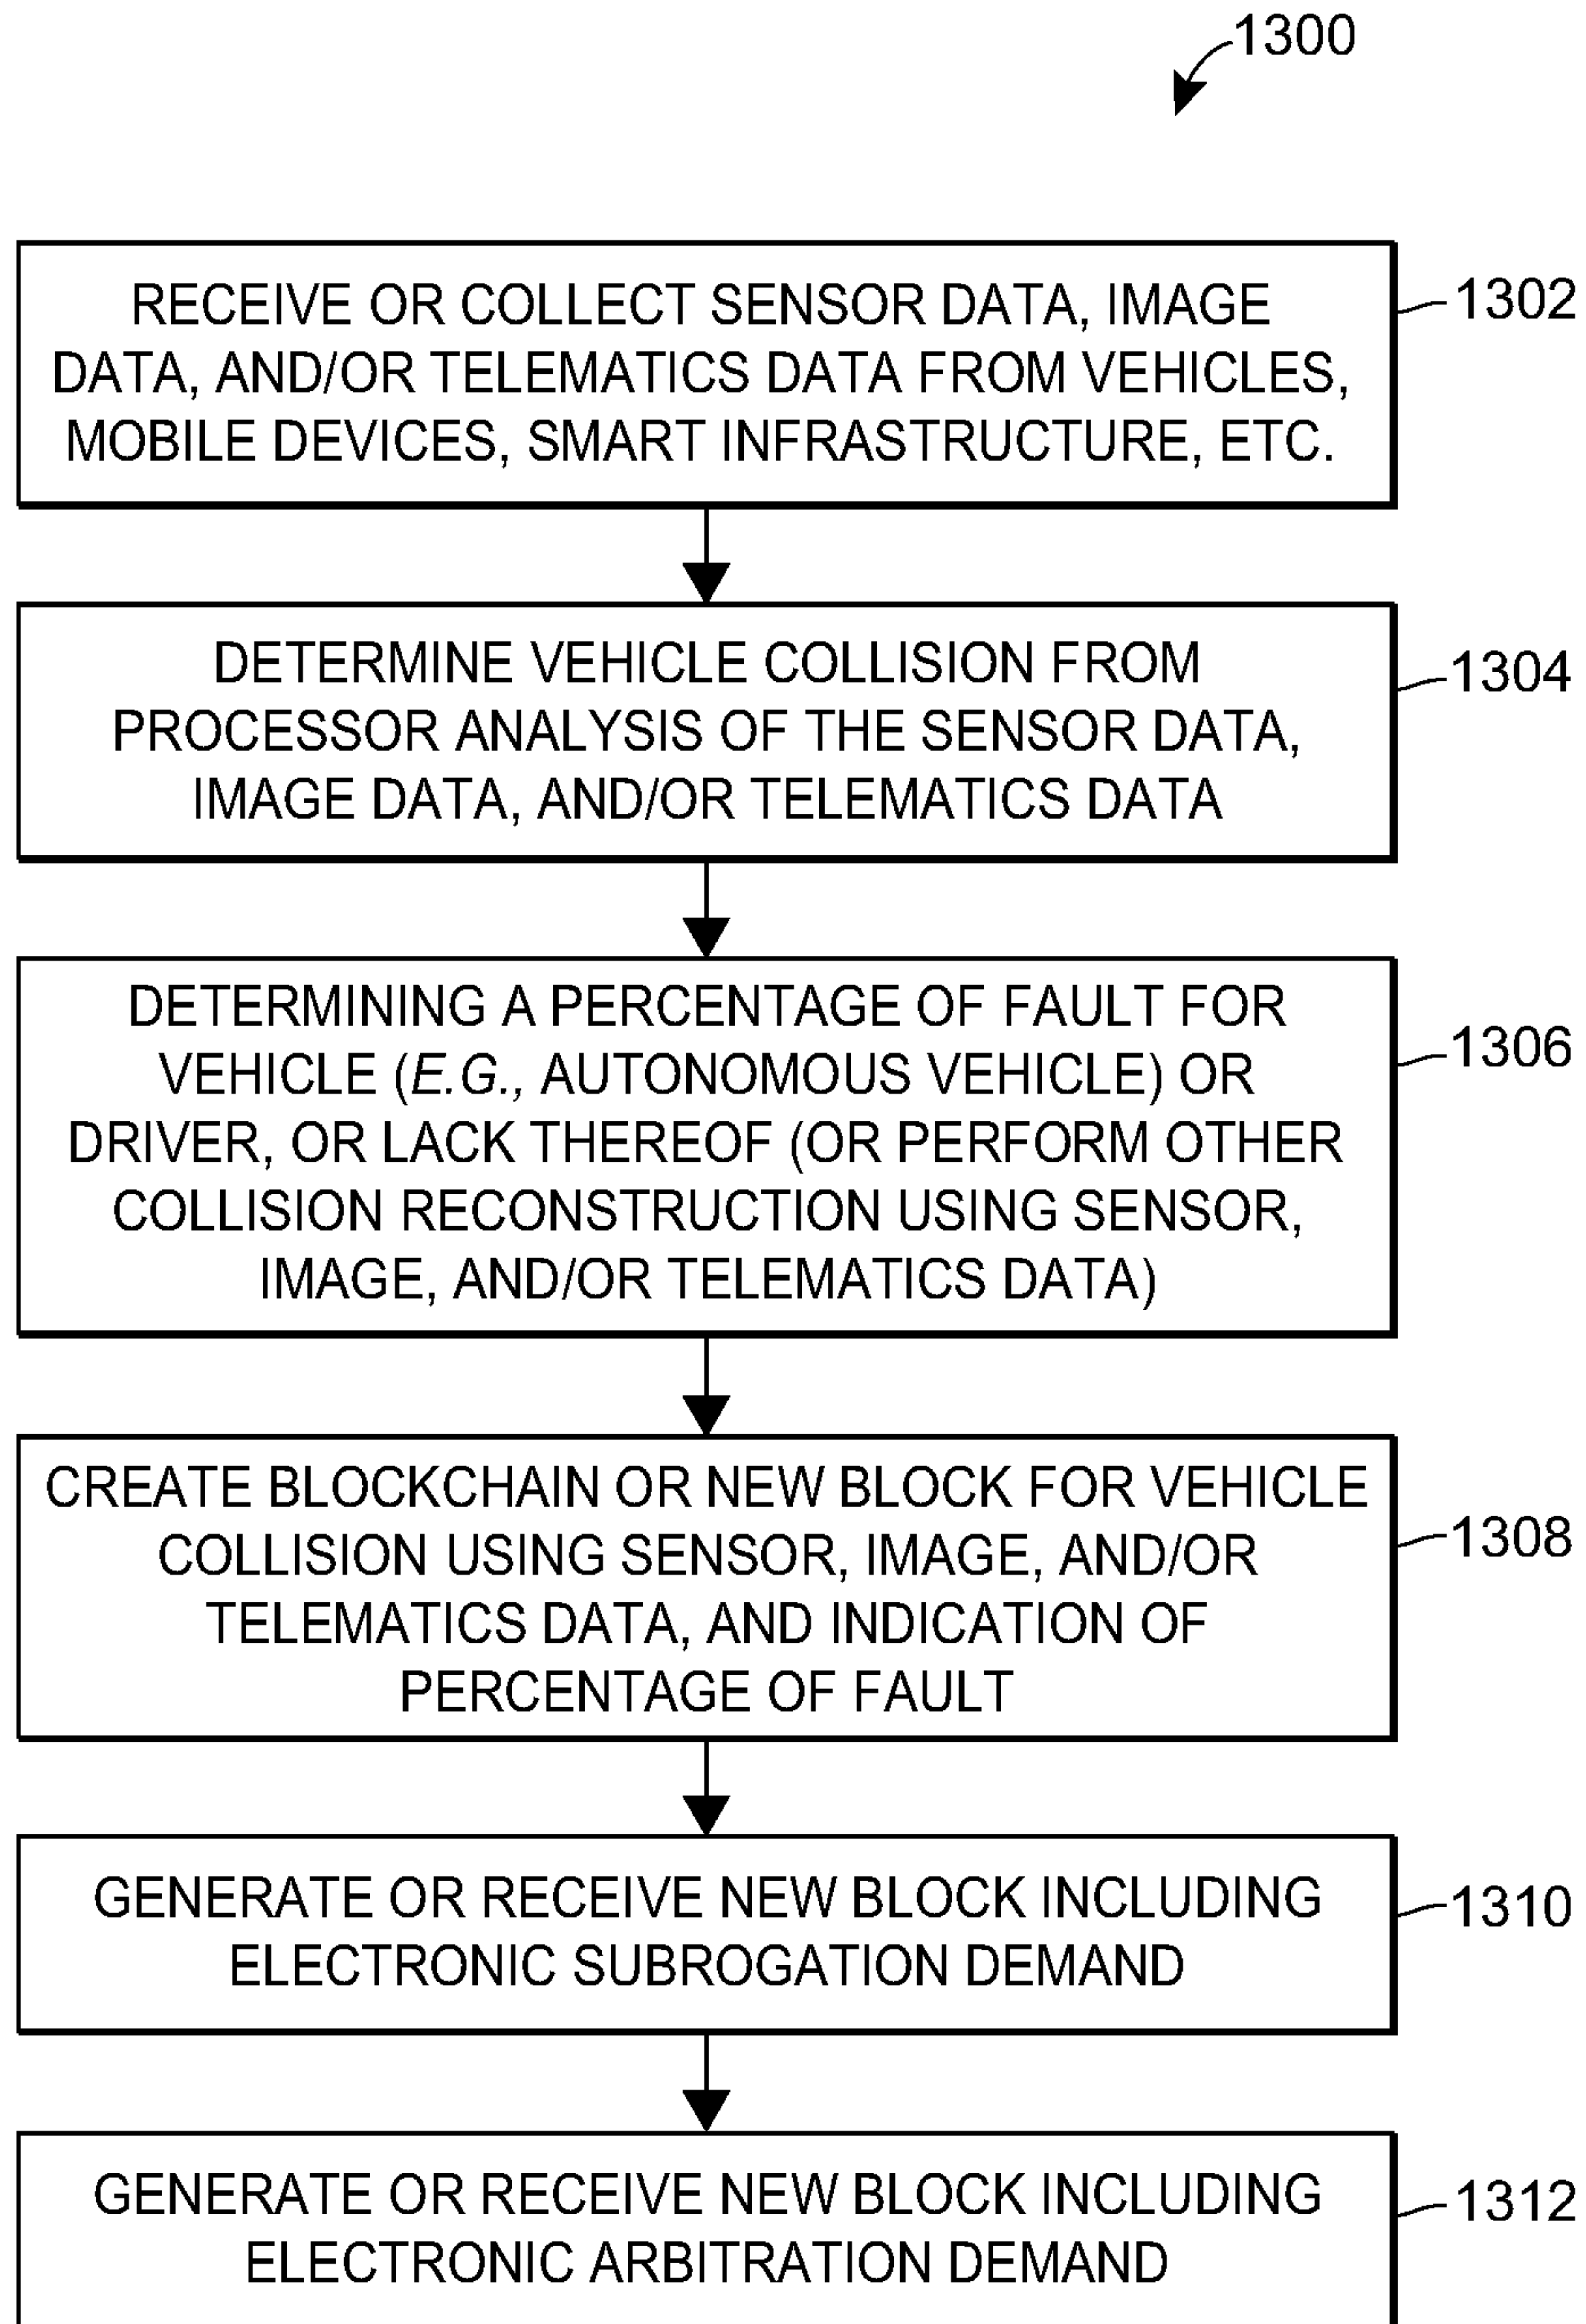 1300
RECEIVE OR COLLECT SENSOR DATA, IMAGE
DATA, AND/OR TELEMATICS DATA FROM VEHICLES,
MOBILE DEVICES, SMART INFRASTRUCTURE, ETC.
1302
DETERMINE VEHICLE COLLISION FROM
PROCESSOR ANALYSIS OF THE SENSOR DATA,
IMAGE DATA, AND/OR TELEMATICS DATA
1304
DETERMINING A PERCENTAGE OF FAULT FOR
VEHICLE (E.G., AUTONOMOUS VEHICLE) OR
DRIVER, OR LACK THEREOF (OR PERFORM OTHER
COLLISION RECONSTRUCTION USING SENSOR,
IMAGE, AND/OR TELEMATICS DATA)
1306
CREATE BLOCKCHAIN OR NEW BLOCK FOR VEHICLE
COLLISION USING SENSOR, IMAGE, AND/OR
TELEMATICS DATA, AND INDICATION OF
PERCENTAGE OF FAULT
1308
GENERATE OR RECEIVE NEW BLOCK INCLUDING
ELECTRONIC SUBROGATION DEMAND
1310
GENERATE OR RECEIVE NEW BLOCK INCLUDING
ELECTRONIC ARBITRATION DEMAND
1312